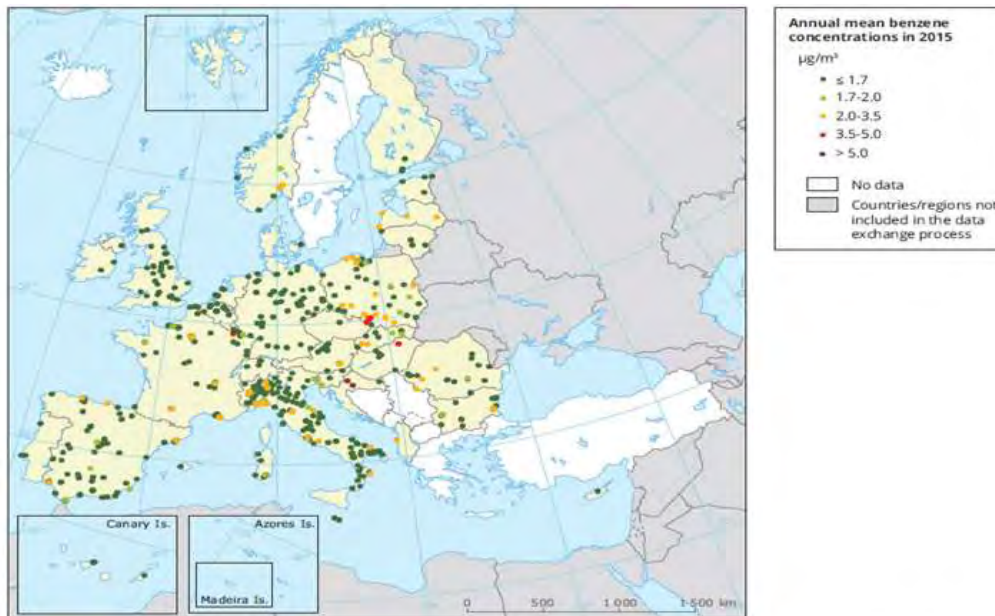 Annual mean benzene
concentrations in 2015
µg/m³
≤ 1.7
1.7-2.0
2.0-3.5
3.5-5.0
> 5.0
No data
Countries/regions not
included in the data
exchange process
Canary Is.
Azores Is.
Madeira Is.
0 500 1 000 1 500 km